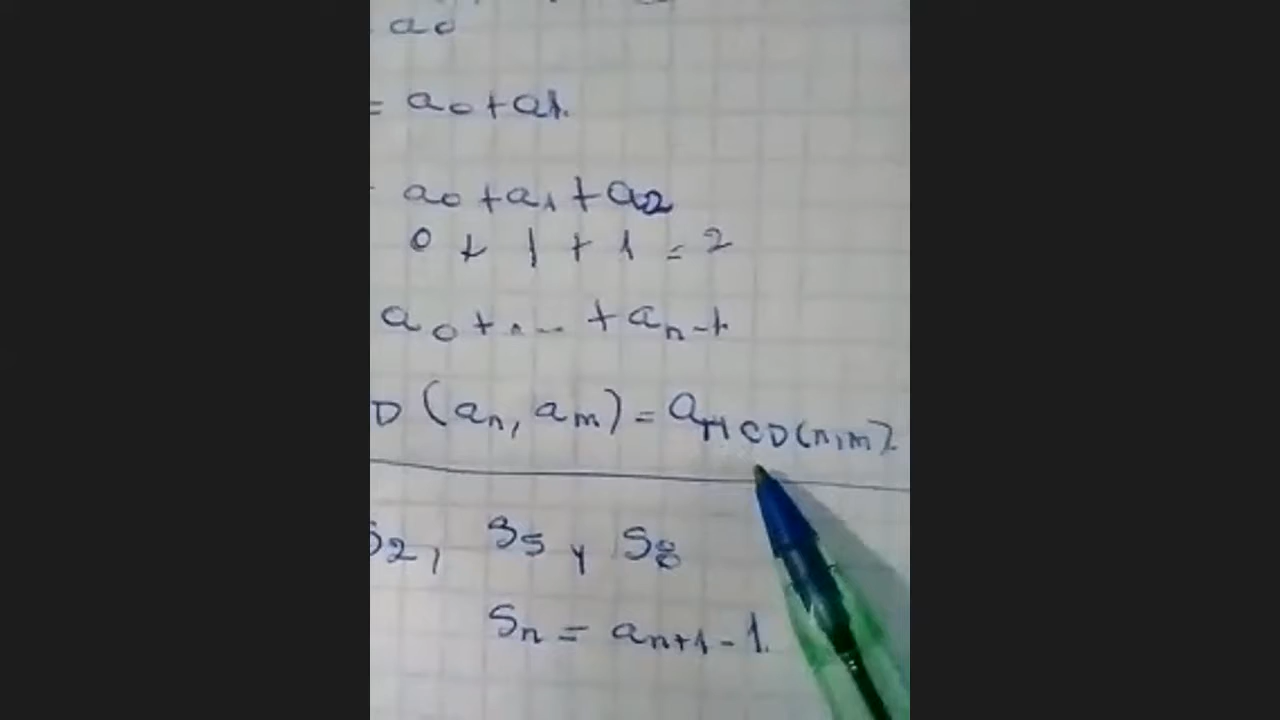 a0
= a0 + a1.
a0 + a1 + a2
0 + 1 + 1 = 2
a0 + ... + an-1
D (an, am) = aMCD(n,m).
S2, S5 y S8
Sn = an+1 - 1.